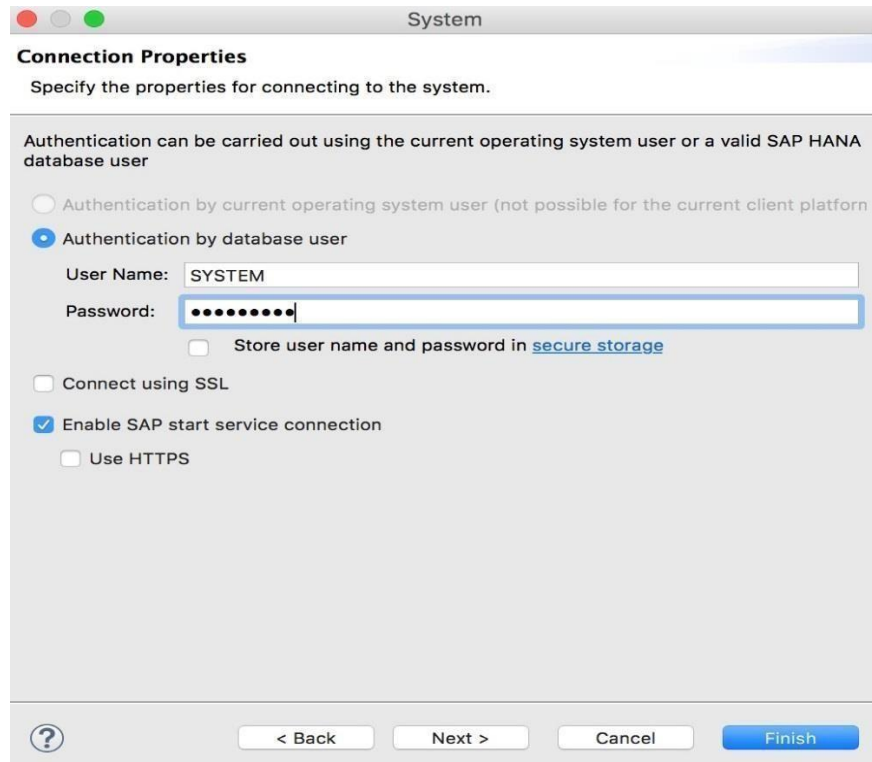 System
Connection Properties
Specify the properties for connecting to the system.
Authentication can be carried out using the current operating system user or a valid SAP HANA
database user
Authentication by current operating system user (not possible for the current client platforn
Authentication by database user
User Name: SYSTEM
Password: •••••••••
Store user name and password in secure storage
Connect using SSL
Enable SAP start service connection
Use HTTPS
? < Back Next > Cancel Finish